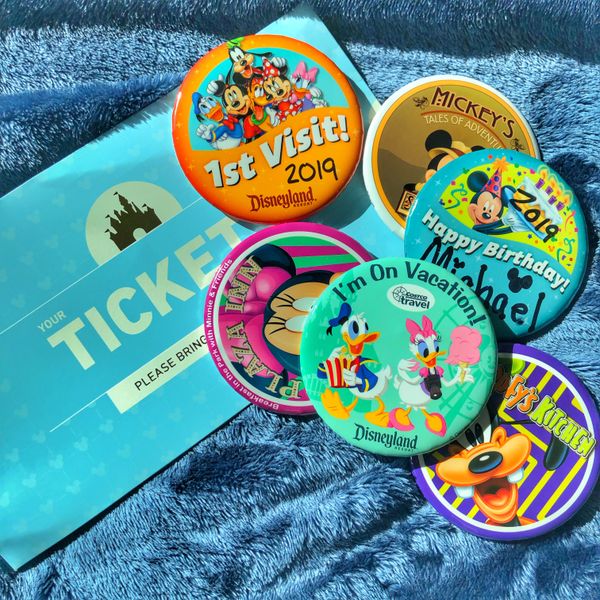 YOUR
TICKET
PLEASE BRING
1st Visit!
2019
Disneyland
RESORT
MICKEY'S
TALES OF ADVENTURE
2019
Happy Birthday!
Michael
PLAZA INN
Breakfast in the Park with Minnie & Friends
I'm On Vacation!
COSTCO
travel
Disneyland
RESORT
KITCHEN